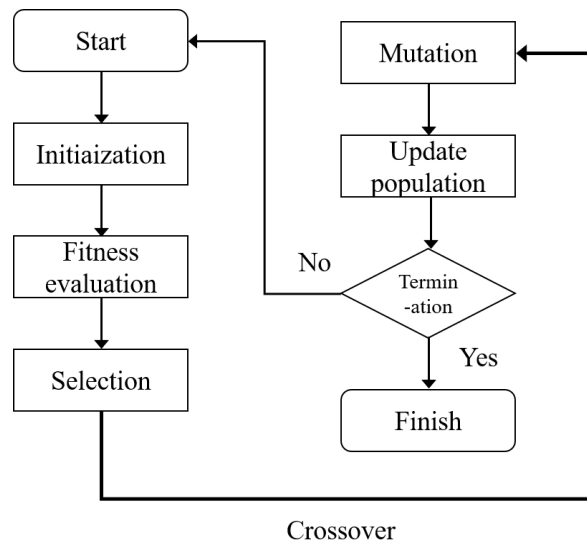 Start
Initiaization
Fitness
evaluation
Selection
Crossover
Mutation
Update
population
Termin
-ation
No
Yes
Finish